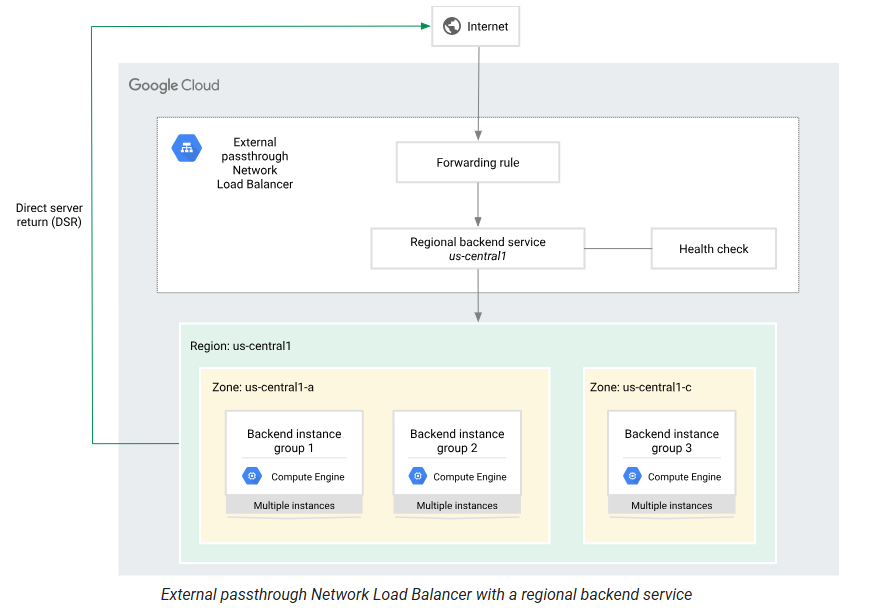 Internet
Google Cloud
External
passthrough
Network
Load Balancer
Forwarding rule
Direct server
return (DSR)
Regional backend service
us-central1
Health check
Region: us-central1
Zone: us-central1-a
Backend instance
group 1
Compute Engine
Multiple instances
Backend instance
group 2
Compute Engine
Multiple instances
Zone: us-central1-c
Backend instance
group 3
Compute Engine
Multiple instances
External passthrough Network Load Balancer with a regional backend service